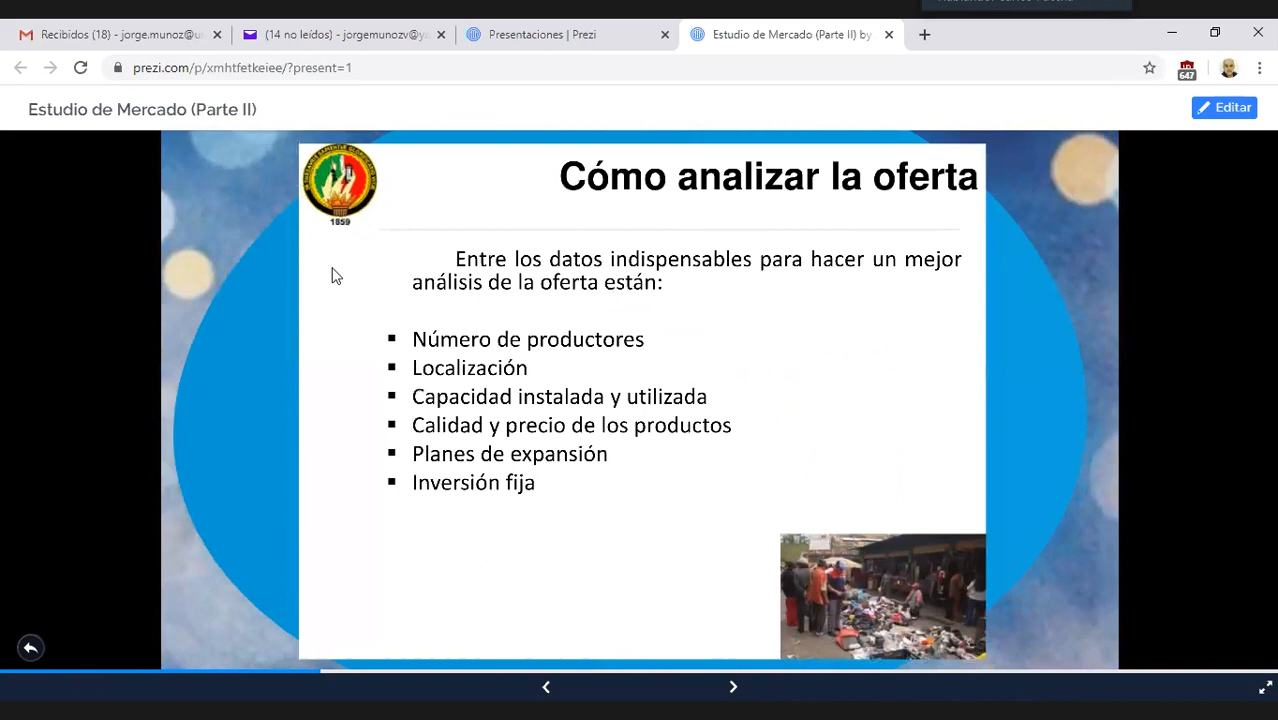 Recibidos (18) - jorge.munoz@u
(14 no leídos) - jorgemunozv@y
Presentaciones | Prezi
Estudio de Mercado (Parte II) by
prezi.com/p/xmhtfetkeiee/?present=1
647
Estudio de Mercado (Parte II)
Editar
1859
Cómo analizar la oferta
Entre los datos indispensables para hacer un mejor
análisis de la oferta están:
▪ Número de productores
▪ Localización
▪ Capacidad instalada y utilizada
▪ Calidad y precio de los productos
▪ Planes de expansión
▪ Inversión fija